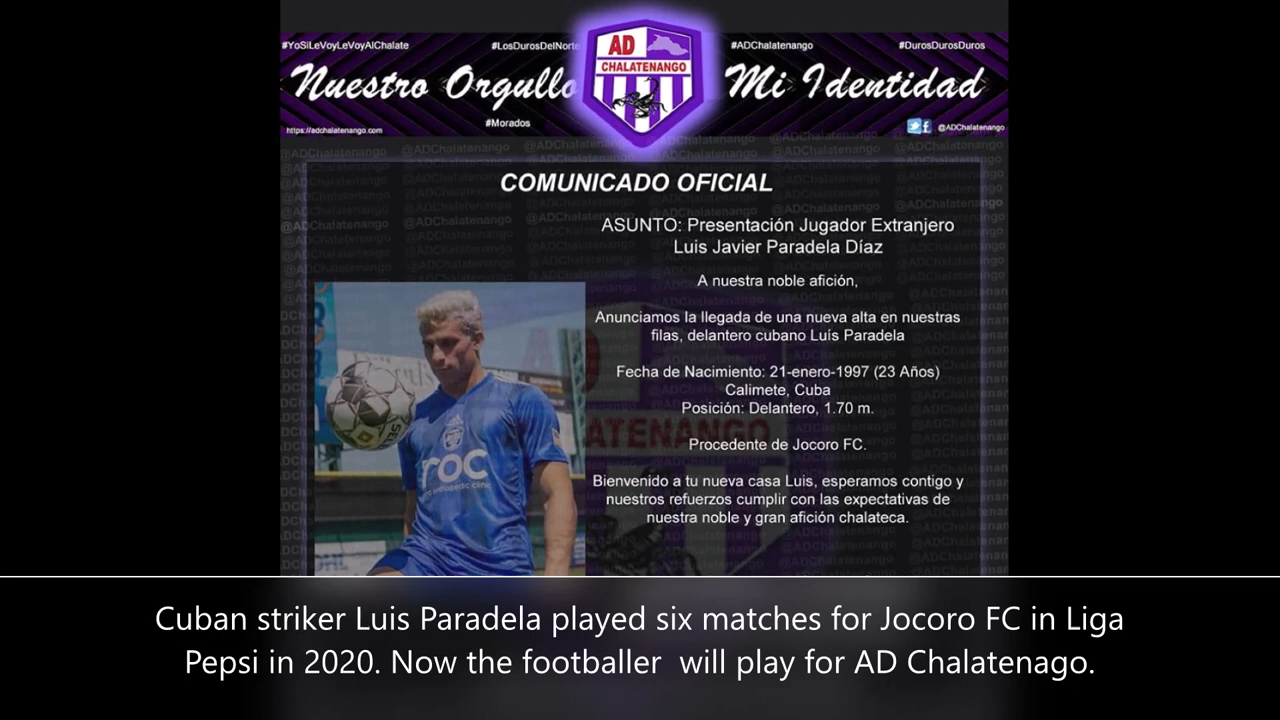 #YoSiLeVoyLeVoyAlChalate
#LosDurosDelNorte
#ADChalatenango
#DurosDurosDuros
Nuestro Orgullo
AD
CHALATENANGO
Mi Identidad
#Morados
https://adchalatenango.com
@ADChalatenango
COMUNICADO OFICIAL
ASUNTO: Presentación Jugador Extranjero
Luis Javier Paradela Díaz
A nuestra noble afición,
Anunciamos la llegada de una nueva alta en nuestras
filas, delantero cubano Luís Paradela
Fecha de Nacimiento: 21-enero-1997 (23 Años)
Calimete, Cuba
Posición: Delantero, 1.70 m.
Procedente de Jocoro FC.
Bienvenido a tu nueva casa Luis, esperamos contigo y
nuestros refuerzos cumplir con las expectativas de
nuestra noble y gran afición chalateca.
roc
orthopedic clinic
Cuban striker Luis Paradela played six matches for Jocoro FC in Liga
Pepsi in 2020. Now the footballer  will play for AD Chalatenago.